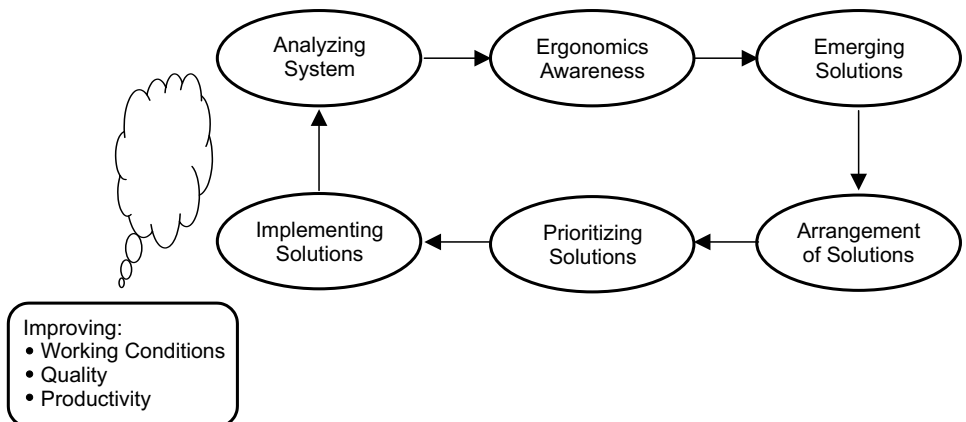 Analyzing
System
Ergonomics
Awareness
Emerging
Solutions
Implementing
Solutions
Prioritizing
Solutions
Arrangement
of Solutions
Improving:
• Working Conditions
• Quality
• Productivity